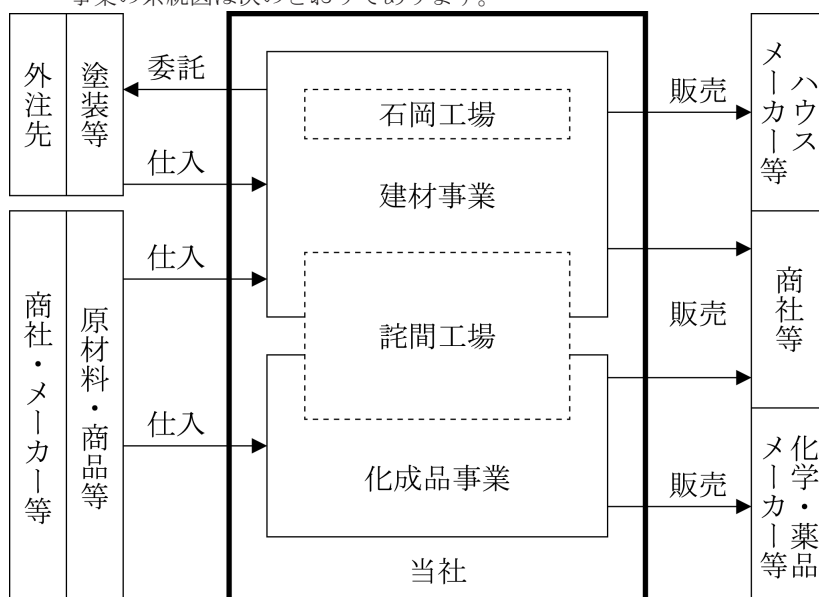 事業の系統図は次のとおりであります。
外注先
塗装等
委託
仕入
商社・メーカー等
原材料・商品等
仕入
仕入
石岡工場
建材事業
詫間工場
化成品事業
当社
販売
販売
販売
ハウス
メーカー等
商社等
化学・薬品
メーカー等